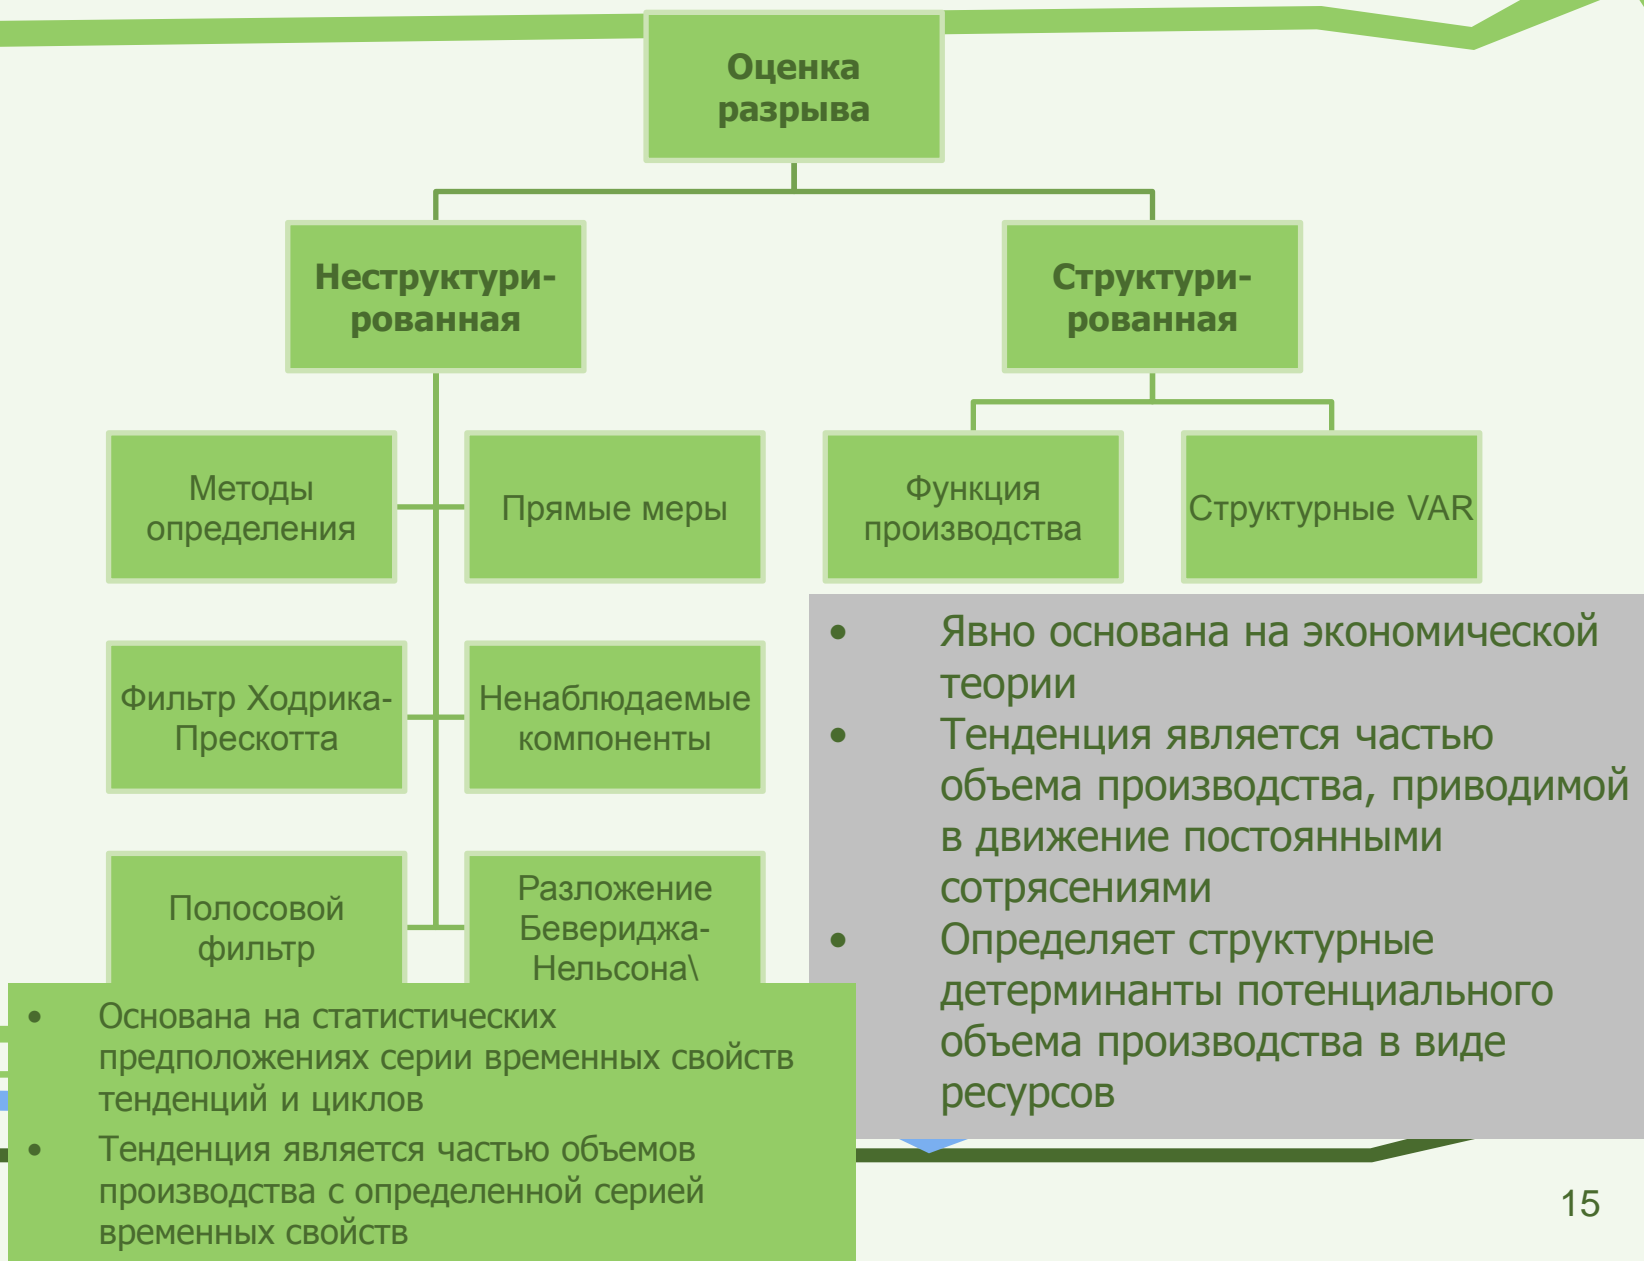 Оценка
разрыва
Неструктури-
рованная
Структури-
рованная
Методы
определения
Прямые меры
Функция
производства
Структурные VAR
Фильтр Ходрика-
Прескотта
Ненаблюдаемые
компоненты
Полосовой
фильтр
Разложение
Бевериджа-
Нельсона\
• Явно основана на экономической
теории
• Тенденция является частью
объема производства, приводимой
в движение постоянными
сотрясениями
• Определяет структурные
детерминанты потенциального
объема производства в виде
ресурсов
• Основана на статистических
предположениях серии временных свойств
тенденций и циклов
• Тенденция является частью объемов
производства с определенной серией
временных свойств
15